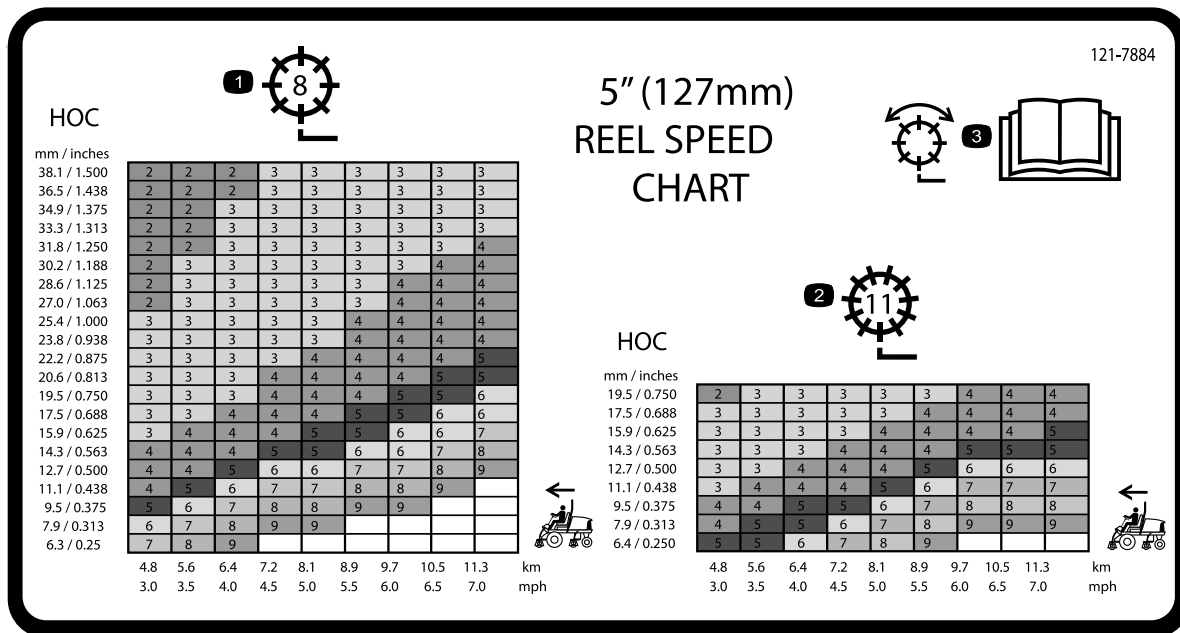 121-7884
1
8
5” (127mm)
REEL SPEED
CHART
3
HOC
mm / inches
38.1 / 1.500 2 2 2 3 3 3 3 3 3
36.5 / 1.438 2 2 2 3 3 3 3 3 3
34.9 / 1.375 2 2 3 3 3 3 3 3 3
33.3 / 1.313 2 2 3 3 3 3 3 3 3
31.8 / 1.250 2 2 3 3 3 3 3 3 4
30.2 / 1.188 2 3 3 3 3 3 3 4 4
28.6 / 1.125 2 3 3 3 3 3 4 4 4
27.0 / 1.063 2 3 3 3 3 3 4 4 4
25.4 / 1.000 3 3 3 3 3 4 4 4 4
23.8 / 0.938 3 3 3 3 3 4 4 4 4
22.2 / 0.875 3 3 3 3 4 4 4 4 5
20.6 / 0.813 3 3 3 4 4 4 4 5 5
19.5 / 0.750 3 3 3 4 4 4 5 5 6
17.5 / 0.688 3 3 4 4 4 5 5 6 6
15.9 / 0.625 3 4 4 4 5 5 6 6 7
14.3 / 0.563 4 4 4 5 5 6 6 7 8
12.7 / 0.500 4 4 5 6 6 7 7 8 9
11.1 / 0.438 4 5 6 7 7 8 8 9
9.5 / 0.375 5 6 7 8 8 9 9
7.9 / 0.313 6 7 8 9 9
6.3 / 0.25 7 8 9
4.8 5.6 6.4 7.2 8.1 8.9 9.7 10.5 11.3 km
3.0 3.5 4.0 4.5 5.0 5.5 6.0 6.5 7.0 mph
2
11
HOC
mm / inches
19.5 / 0.750 2 3 3 3 3 3 4 4 4
17.5 / 0.688 3 3 3 3 3 4 4 4 4
15.9 / 0.625 3 3 3 3 4 4 4 4 5
14.3 / 0.563 3 3 3 4 4 4 5 5 5
12.7 / 0.500 3 3 4 4 4 5 6 6 6
11.1 / 0.438 3 4 4 4 5 6 7 7 7
9.5 / 0.375 4 4 5 5 6 7 8 8 8
7.9 / 0.313 4 5 5 6 7 8 9 9 9
6.4 / 0.250 5 5 6 7 8 9
4.8 5.6 6.4 7.2 8.1 8.9 9.7 10.5 11.3 km
3.0 3.5 4.0 4.5 5.0 5.5 6.0 6.5 7.0 mph